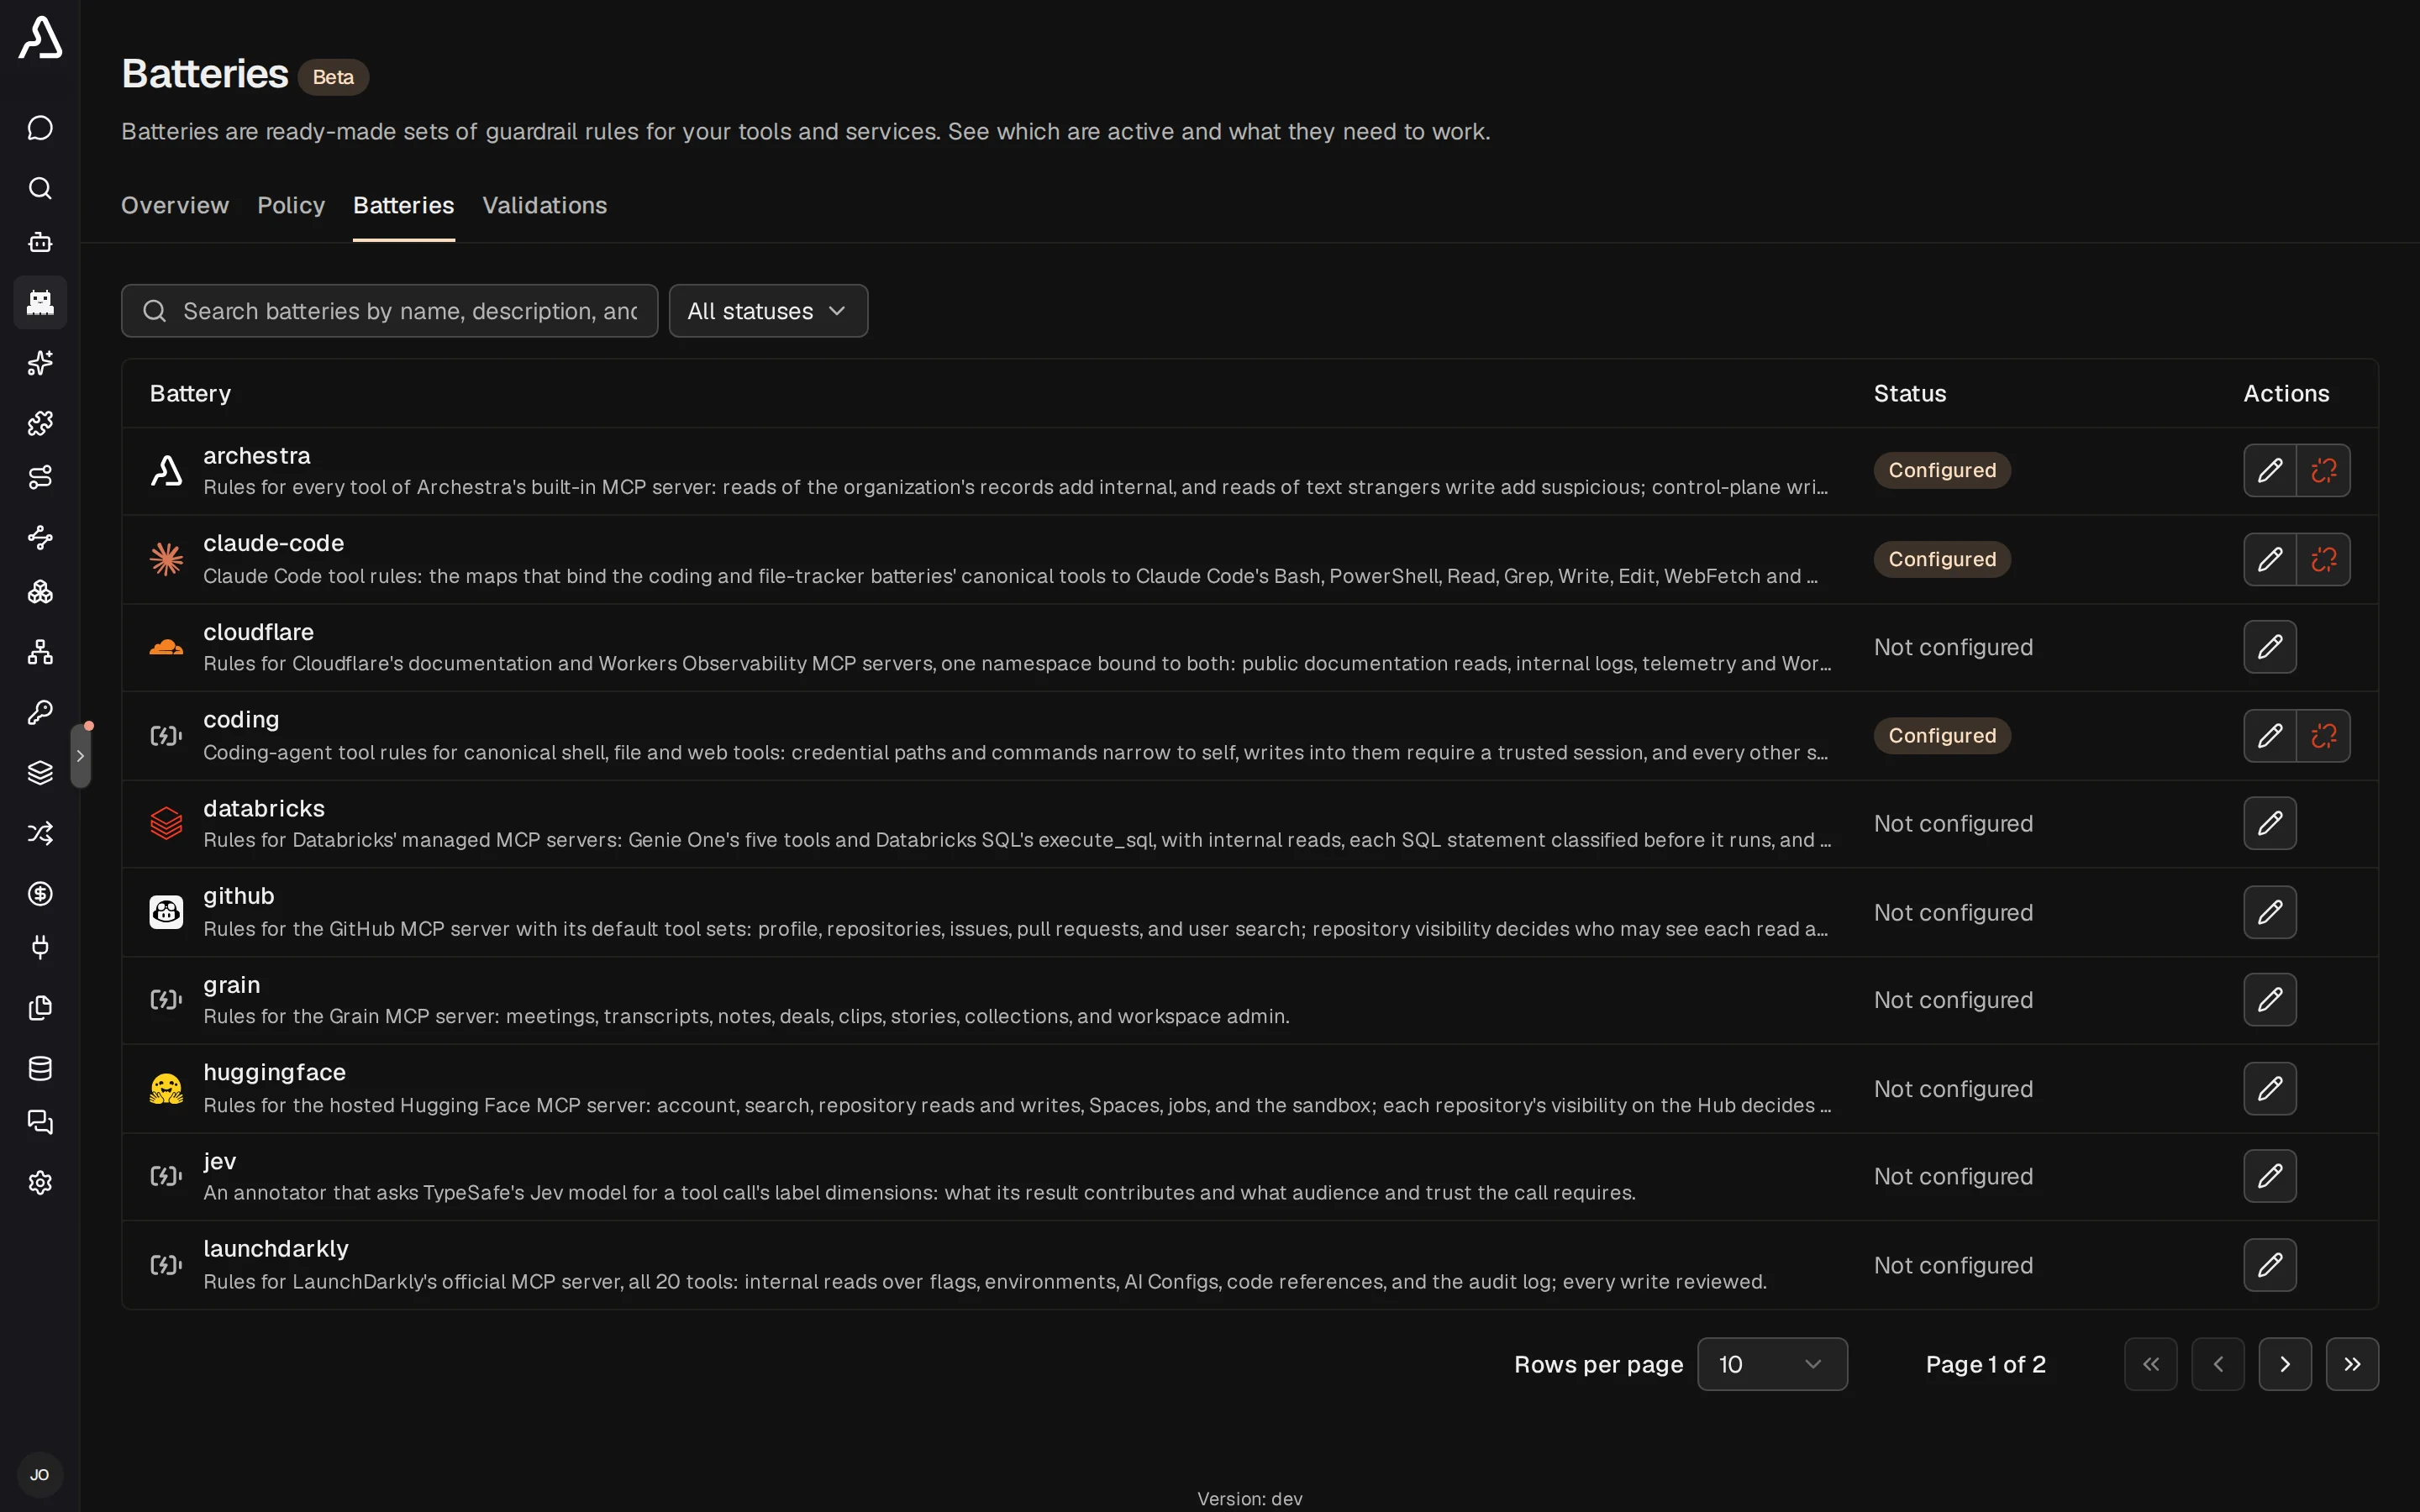 Batteries Beta
Batteries are ready-made sets of guardrail rules for your tools and services. See which are active and what they need to work.
Overview Policy Batteries Validations
Search batteries by name, description, and All statuses
Battery Status Actions
archestra
Rules for every tool of Archestra's built-in MCP server: reads of the organization's records add internal, and reads of text strangers write add suspicious; control-plane wri...
Configured
claude-code
Claude Code tool rules: the maps that bind the coding and file-tracker batteries' canonical tools to Claude Code's Bash, PowerShell, Read, Grep, Write, Edit, WebFetch and ...
Configured
cloudflare
Rules for Cloudflare's documentation and Workers Observability MCP servers, one namespace bound to both: public documentation reads, internal logs, telemetry and Wor...
Not configured
coding
Coding-agent tool rules for canonical shell, file and web tools: credential paths and commands narrow to self, writes into them require a trusted session, and every other s...
Configured
databricks
Rules for Databricks' managed MCP servers: Genie One's five tools and Databricks SQL's execute_sql, with internal reads, each SQL statement classified before it runs, and ...
Not configured
github
Rules for the GitHub MCP server with its default tool sets: profile, repositories, issues, pull requests, and user search; repository visibility decides who may see each read a...
Not configured
grain
Rules for the Grain MCP server: meetings, transcripts, notes, deals, clips, stories, collections, and workspace admin.
Not configured
huggingface
Rules for the hosted Hugging Face MCP server: account, search, repository reads and writes, Spaces, jobs, and the sandbox; each repository's visibility on the Hub decides ...
Not configured
jev
An annotator that asks TypeSafe's Jev model for a tool call's label dimensions: what its result contributes and what audience and trust the call requires.
Not configured
launchdarkly
Rules for LaunchDarkly's official MCP server, all 20 tools: internal reads over flags, environments, AI Configs, code references, and the audit log; every write reviewed.
Not configured
Rows per page 10 Page 1 of 2
JO
Version: dev